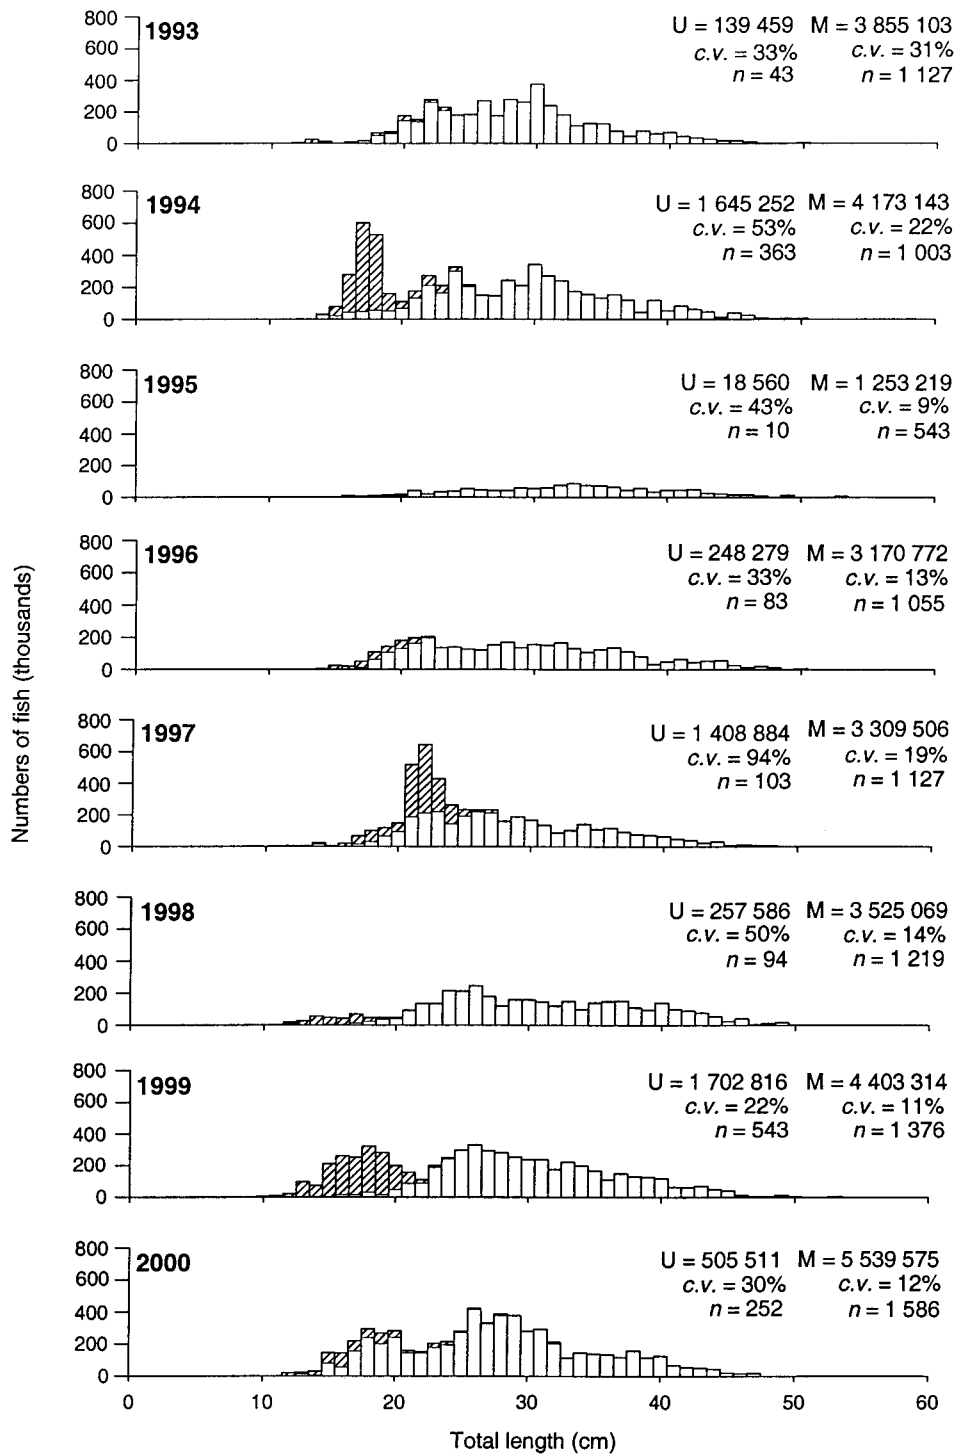 800
600
400
200
0
1993
U = 139 459 M = 3 855 103
c.v. = 33% c.v. = 31%
n = 43 n = 1 127
800
600
400
200
0
1994
U = 1 645 252 M = 4 173 143
c.v. = 53% c.v. = 22%
n = 363 n = 1 003
800
600
400
200
0
1995
U = 18 560 M = 1 253 219
c.v. = 43% c.v. = 9%
n = 10 n = 543
800
600
400
200
0
1996
U = 248 279 M = 3 170 772
c.v. = 33% c.v. = 13%
n = 83 n = 1 055
Numbers of fish (thousands)
800
600
400
200
0
1997
U = 1 408 884 M = 3 309 506
c.v. = 94% c.v. = 19%
n = 103 n = 1 127
800
600
400
200
0
1998
U = 257 586 M = 3 525 069
c.v. = 50% c.v. = 14%
n = 94 n = 1 219
800
600
400
200
0
1999
U = 1 702 816 M = 4 403 314
c.v. = 22% c.v. = 11%
n = 543 n = 1 376
800
600
400
200
0
2000
U = 505 511 M = 5 539 575
c.v. = 30% c.v. = 12%
n = 252 n = 1 586
0 10 20 30 40 50 60
Total length (cm)